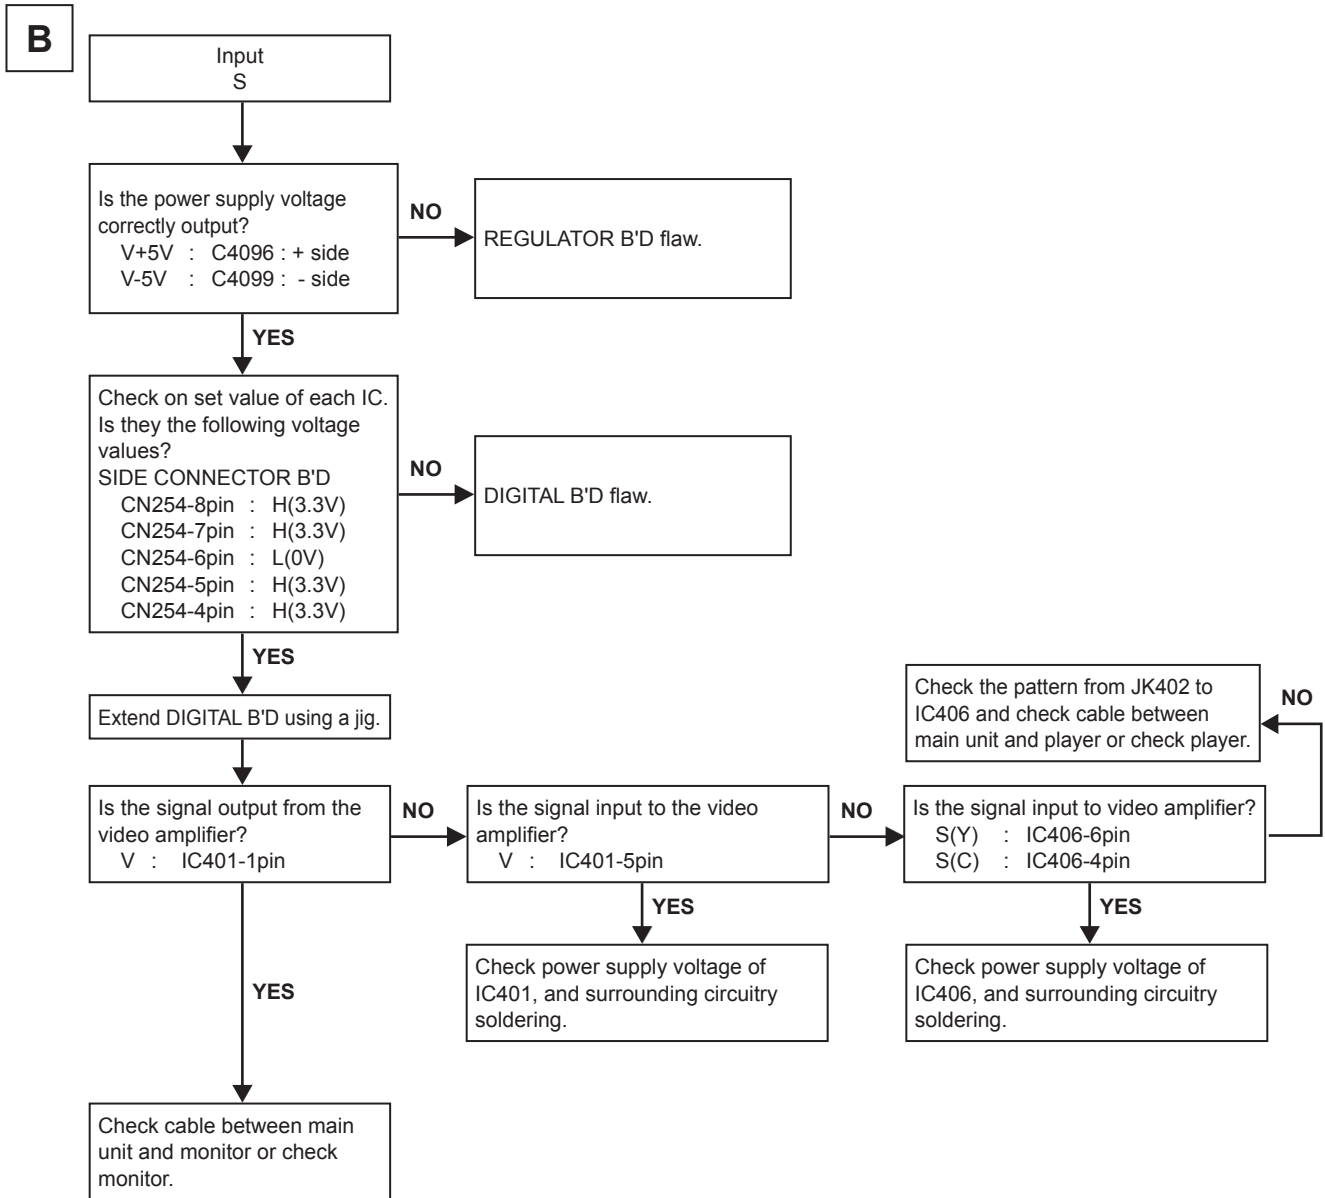 B
Input
S
Is the power supply voltage
correctly output?
V+5V : C4096 : + side
V-5V : C4099 : - side
NO
REGULATOR B'D flaw.
YES
Check on set value of each IC.
Is they the following voltage
values?
SIDE CONNECTOR B'D
CN254-8pin : H(3.3V)
CN254-7pin : H(3.3V)
CN254-6pin : L(0V)
CN254-5pin : H(3.3V)
CN254-4pin : H(3.3V)
NO
DIGITAL B'D flaw.
YES
Extend DIGITAL B'D using a jig.
Is the signal output from the
video amplifier?
V : IC401-1pin
NO
Is the signal input to the video
amplifier?
V : IC401-5pin
NO
Is the signal input to video amplifier?
S(Y) : IC406-6pin
S(C) : IC406-4pin
NO
Check the pattern from JK402 to
IC406 and check cable between
main unit and player or check player.
YES
Check power supply voltage of
IC401, and surrounding circuitry
soldering.
YES
Check power supply voltage of
IC406, and surrounding circuitry
soldering.
YES
Check cable between main
unit and monitor or check
monitor.